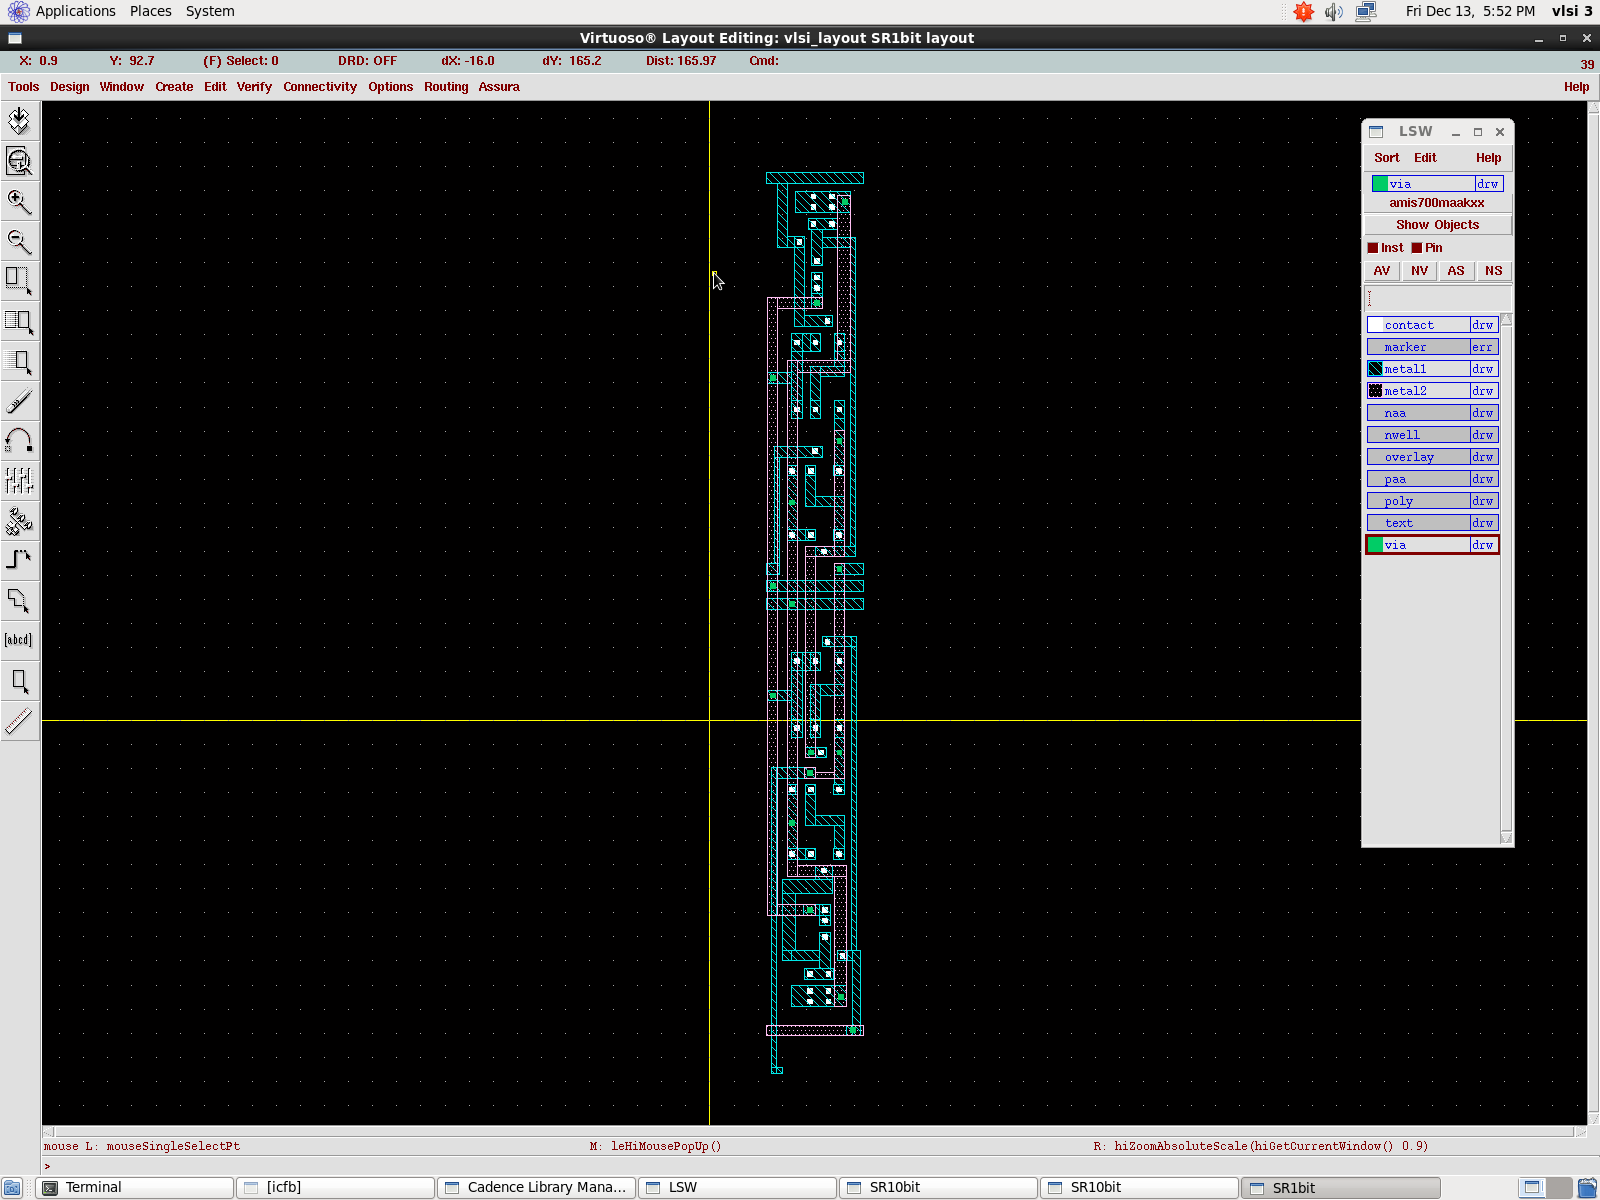 Applications Places System Fri Dec 13, 5:52 PM vlsi 3
Virtuoso® Layout Editing: vlsi_layout SR1bit layout
X: 0.9 Y: 92.7 (F) Select: 0 DRD: OFF dX: -16.0 dY: 165.2 Dist: 165.97 Cmd: 39
Tools Design Window Create Edit Verify Connectivity Options Routing Assura Help
LSW
Sort Edit Help
via drw
amis700maakxx
Show Objects
Inst Pin
AV NV AS NS
contact drw
marker err
metal1 drw
metal2 drw
naa drw
nwell drw
overlay drw
paa drw
poly drw
text drw
via drw
[abcd]
mouse L: mouseSingleSelectPt M: leHiMousePopUp() R: hiZoomAbsoluteScale(hiGetCurrentWindow() 0.9)
>
Terminal [icfb] Cadence Library Mana... LSW SR10bit SR10bit SR1bit